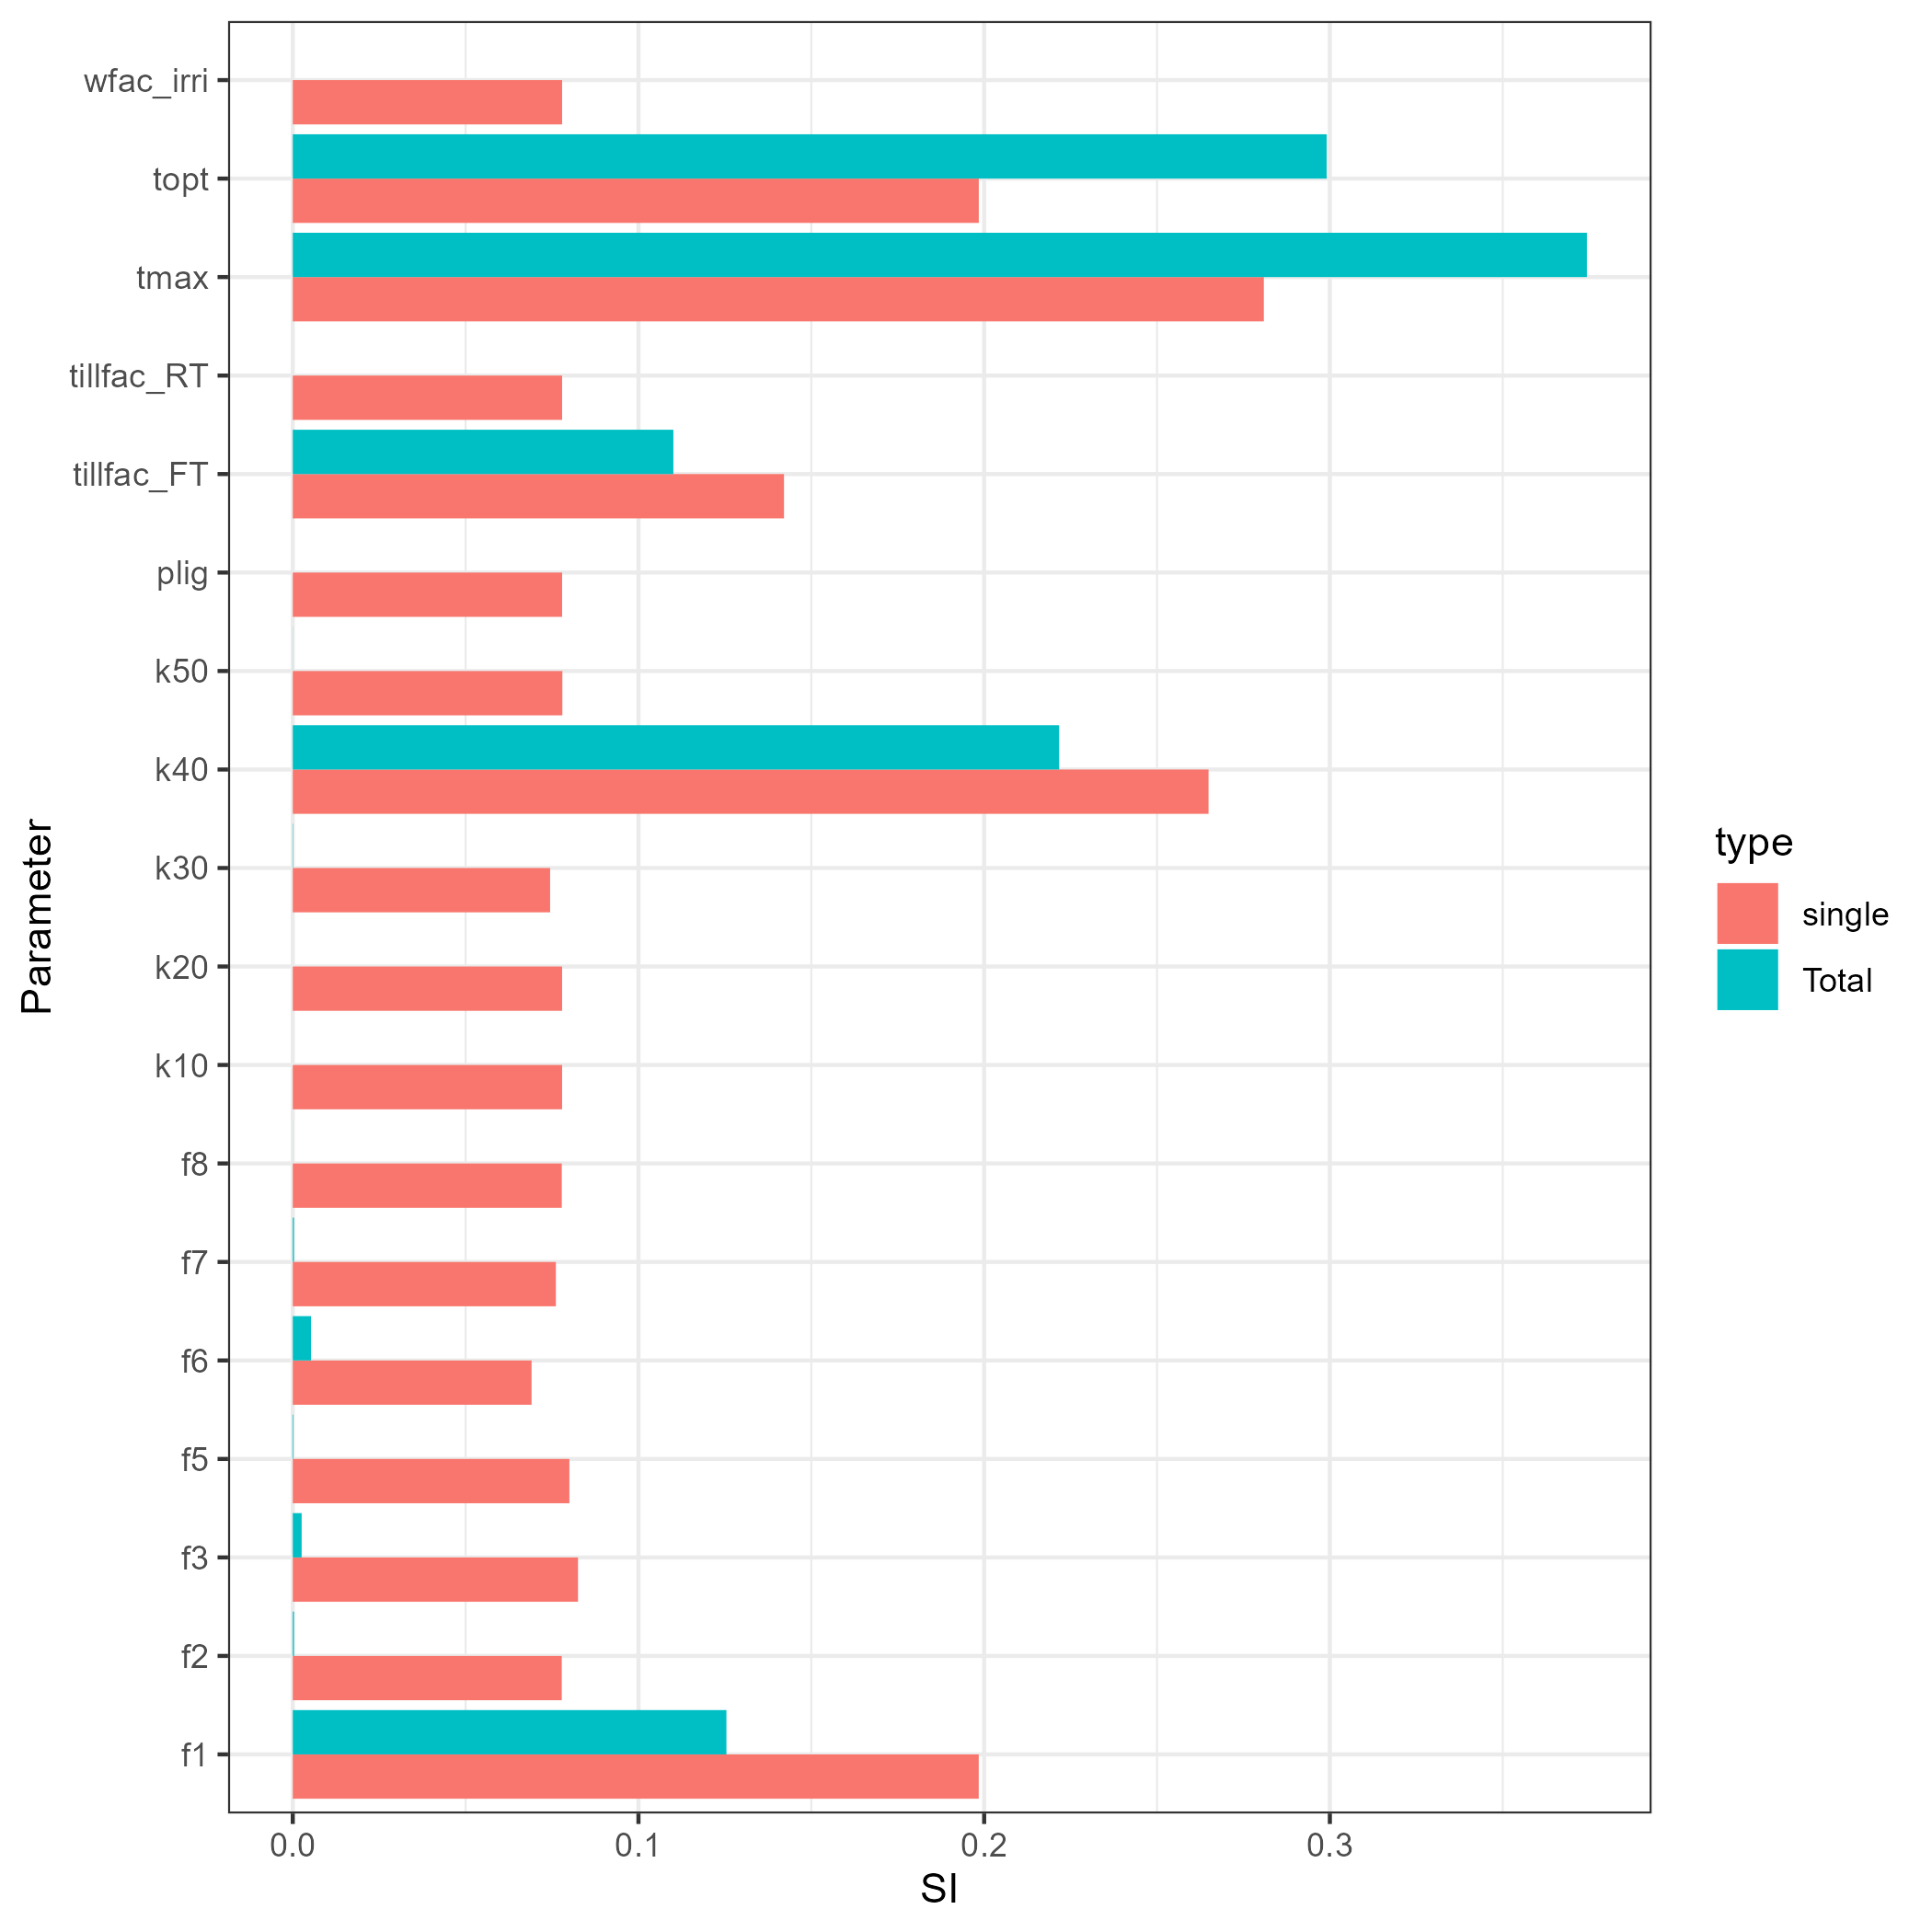 wfac_irri
topt
tmax
tillfac_RT
tillfac_FT
plig
k50
k40
k30
k20
k10
f8
f7
f6
f5
f3
f2
f1
Parameter
0.0 0.1 0.2 0.3
SI
type
single
Total